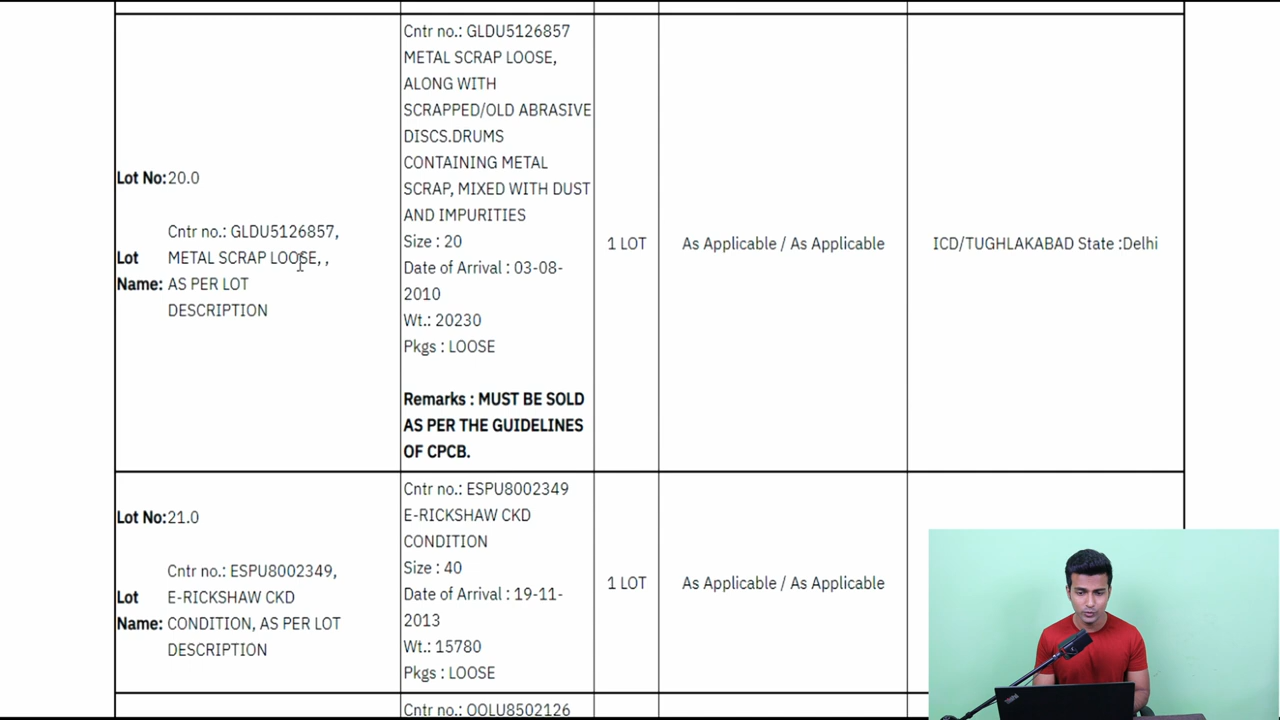 Lot No:20.0
Cntr no.: GLDU5126857,
Lot METAL SCRAP LOOSE, ,
Name: AS PER LOT
DESCRIPTION
Cntr no.: GLDU5126857
METAL SCRAP LOOSE,
ALONG WITH
SCRAPPED/OLD ABRASIVE
DISCS.DRUMS
CONTAINING METAL
SCRAP, MIXED WITH DUST
AND IMPURITIES
Size : 20
Date of Arrival : 03-08-
2010
Wt.: 20230
Pkgs : LOOSE
Remarks : MUST BE SOLD
AS PER THE GUIDELINES
OF CPCB.
1 LOT
As Applicable / As Applicable
ICD/TUGHLAKABAD State :Delhi
Lot No:21.0
Cntr no.: ESPU8002349,
Lot E-RICKSHAW CKD
Name: CONDITION, AS PER LOT
DESCRIPTION
Cntr no.: ESPU8002349
E-RICKSHAW CKD
CONDITION
Size : 40
Date of Arrival : 19-11-
2013
Wt.: 15780
Pkgs : LOOSE
1 LOT
As Applicable / As Applicable
Cntr no.: OOLU8502126